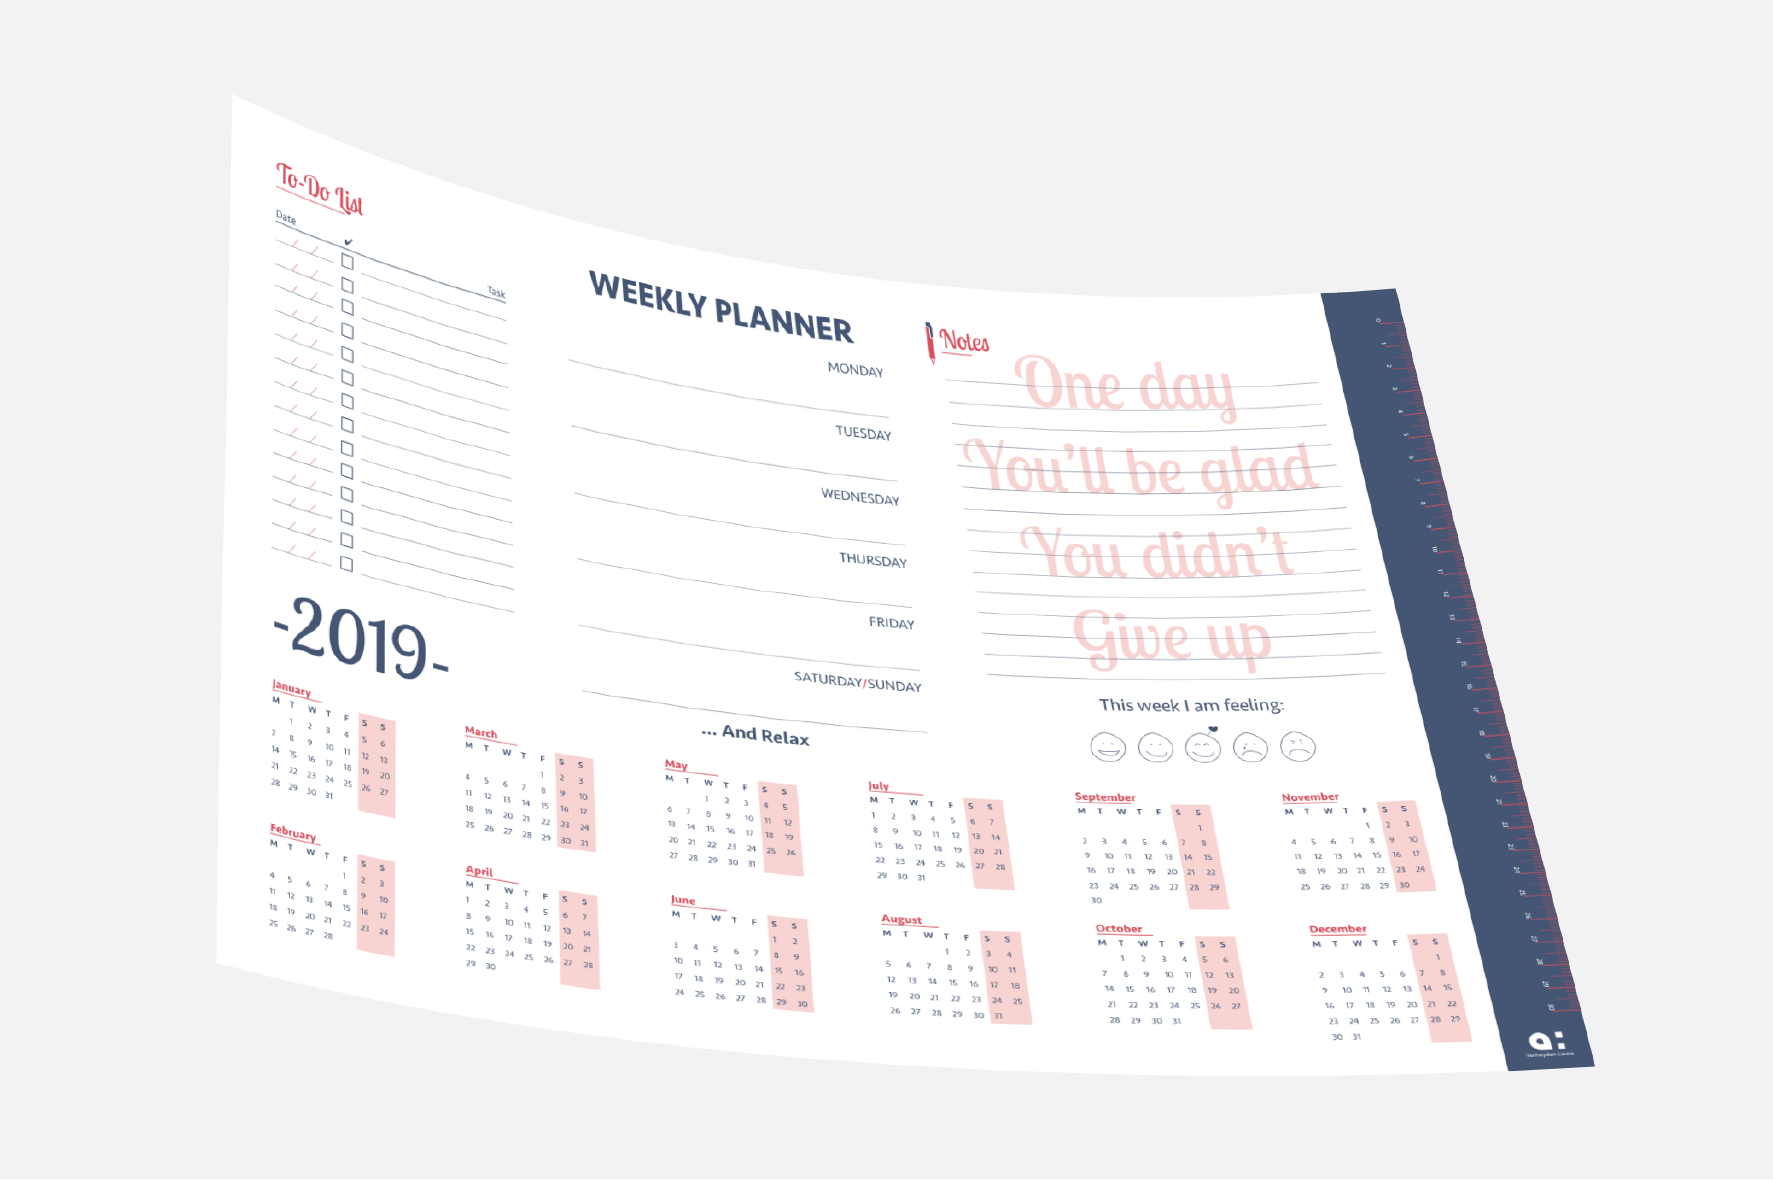 To-Do List
Date ✓ Task
-2019-
WEEKLY PLANNER
MONDAY
TUESDAY
WEDNESDAY
THURSDAY
FRIDAY
SATURDAY/SUNDAY
... And Relax
Notes
One day
You'll be glad
You didn't
Give up
This week I am feeling:
January
M T W T F S S
1 2 3 4 5 6
7 8 9 10 11 12 13
14 15 16 17 18 19 20
21 22 23 24 25 26 27
28 29 30 31
February
M T W T F S S
1 2 3
4 5 6 7 8 9 10
11 12 13 14 15 16 17
18 19 20 21 22 23 24
25 26 27 28
March
M T W T F S S
1 2 3
4 5 6 7 8 9 10
11 12 13 14 15 16 17
18 19 20 21 22 23 24
25 26 27 28 29 30 31
April
M T W T F S S
1 2 3 4 5 6 7
8 9 10 11 12 13 14
15 16 17 18 19 20 21
22 23 24 25 26 27 28
29 30
May
M T W T F S S
1 2 3 4 5
6 7 8 9 10 11 12
13 14 15 16 17 18 19
20 21 22 23 24 25 26
27 28 29 30 31
June
M T W T F S S
1 2
3 4 5 6 7 8 9
10 11 12 13 14 15 16
17 18 19 20 21 22 23
24 25 26 27 28 29 30
July
M T W T F S S
1 2 3 4 5 6 7
8 9 10 11 12 13 14
15 16 17 18 19 20 21
22 23 24 25 26 27 28
29 30 31
August
M T W T F S S
1 2 3 4
5 6 7 8 9 10 11
12 13 14 15 16 17 18
19 20 21 22 23 24 25
26 27 28 29 30 31
September
M T W T F S S
1
2 3 4 5 6 7 8
9 10 11 12 13 14 15
16 17 18 19 20 21 22
23 24 25 26 27 28 29
30
October
M T W T F S S
1 2 3 4 5 6
7 8 9 10 11 12 13
14 15 16 17 18 19 20
21 22 23 24 25 26 27
28 29 30 31
November
M T W T F S S
1 2 3
4 5 6 7 8 9 10
11 12 13 14 15 16 17
18 19 20 21 22 23 24
25 26 27 28 29 30
December
M T W T F S S
1
2 3 4 5 6 7 8
9 10 11 12 13 14 15
16 17 18 19 20 21 22
23 24 25 26 27 28 29
30 31
0
1
2
3
4
5
6
7
8
9
10
11
12
13
14
15
16
17
18
19
20
21
22
23
24
25
26
27
28
29
30
a: